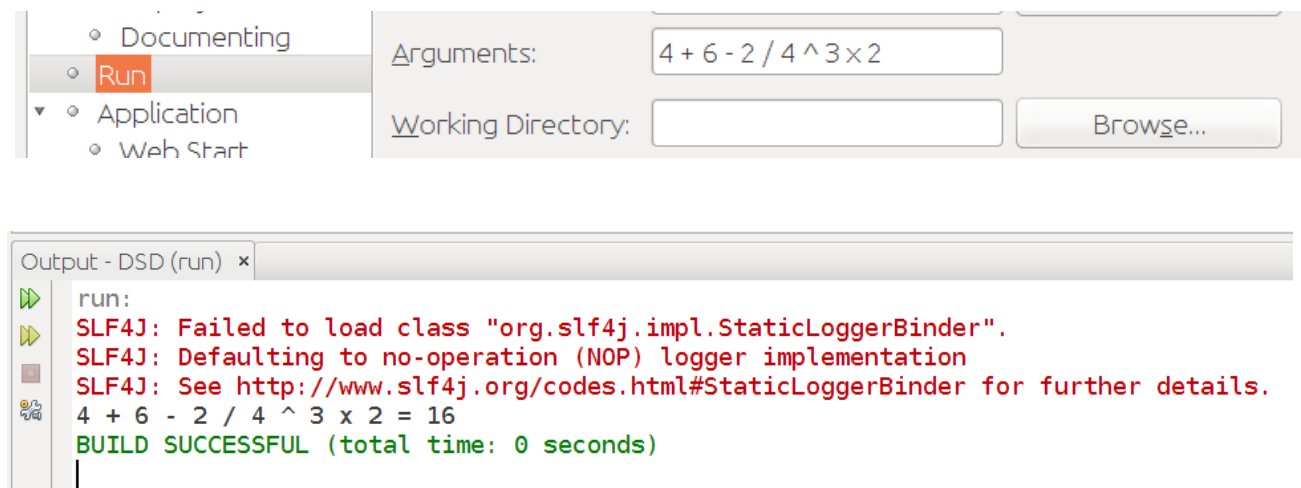 Documenting
Arguments: 4 + 6 - 2 / 4 ^ 3 x 2
Run
Application
Working Directory: Browse...
Web Start
Output - DSD (run) ×
run:
SLF4J: Failed to load class "org.slf4j.impl.StaticLoggerBinder".
SLF4J: Defaulting to no-operation (NOP) logger implementation
SLF4J: See http://www.slf4j.org/codes.html#StaticLoggerBinder for further details.
4 + 6 - 2 / 4 ^ 3 x 2 = 16
BUILD SUCCESSFUL (total time: 0 seconds)